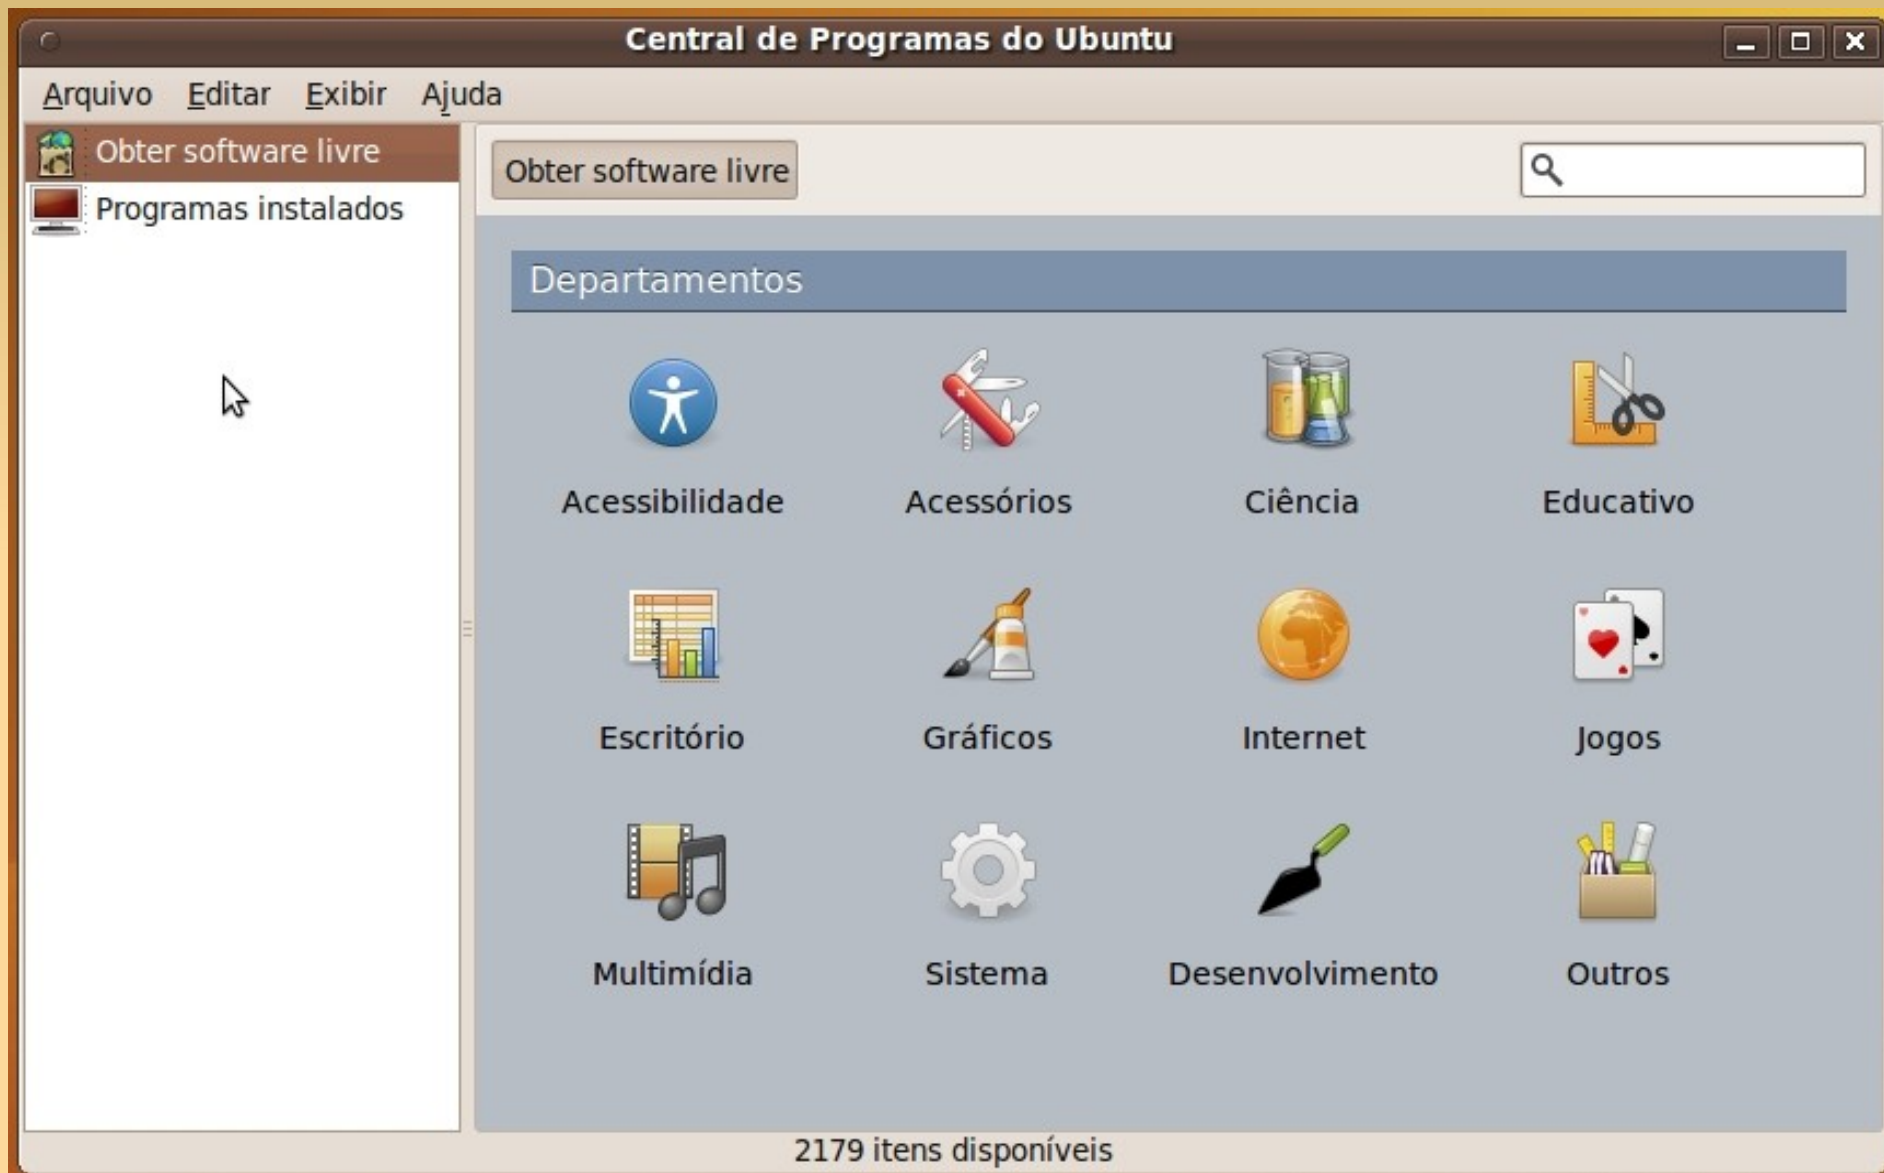 Central de Programas do Ubuntu
Arquivo Editar Exibir Ajuda
Obter software livre
Programas instalados
Obter software livre
Departamentos
Acessibilidade Acessórios Ciência Educativo
Escritório Gráficos Internet Jogos
Multimídia Sistema Desenvolvimento Outros
2179 itens disponíveis